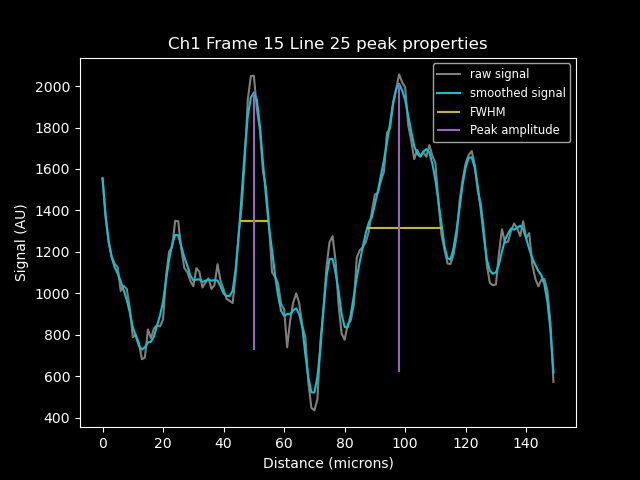 Ch1 Frame 15 Line 25 peak properties
raw signal
smoothed signal
FWHM
Peak amplitude
Signal (AU)
2000
1800
1600
1400
1200
1000
800
600
400
0 20 40 60 80 100 120 140
Distance (microns)